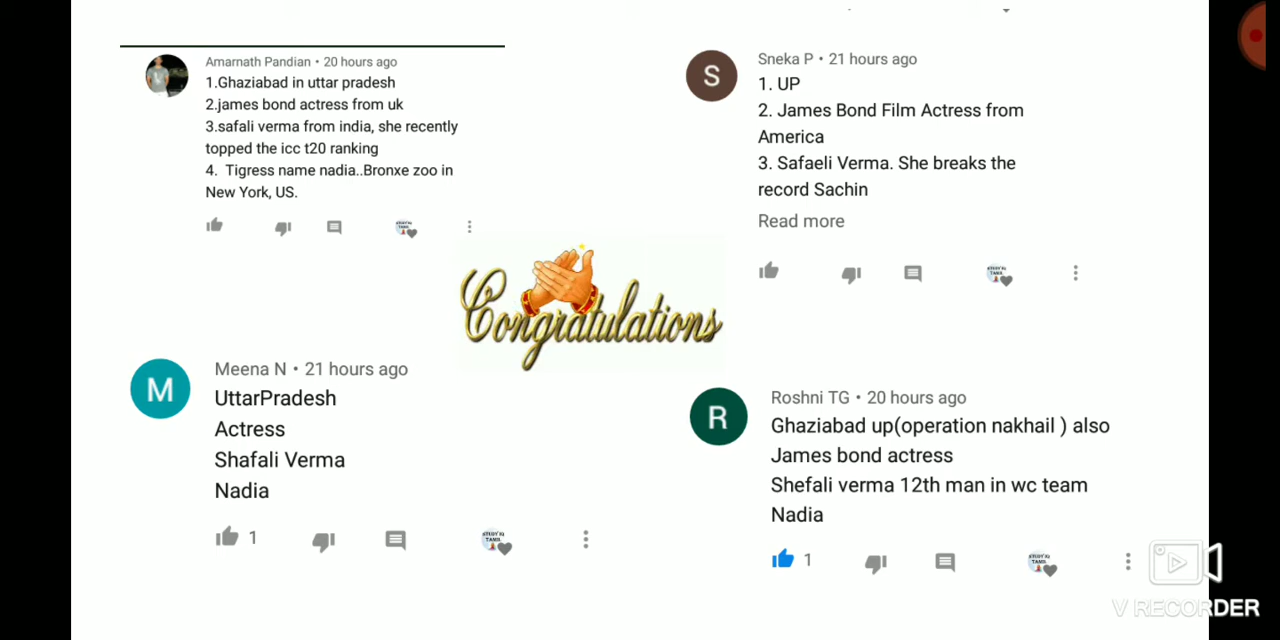 Amarnath Pandian • 20 hours ago
1.Ghaziabad in uttar pradesh
2.james bond actress from uk
3.safali verma from india, she recently
topped the icc t20 ranking
4. Tigress name nadia..Bronxe zoo in
New York, US.
S
Sneka P • 21 hours ago
1. UP
2. James Bond Film Actress from
America
3. Safaeli Verma. She breaks the
record Sachin
Read more
Congratulations
M
Meena N • 21 hours ago
UttarPradesh
Actress
Shafali Verma
Nadia
1
R
Roshni TG • 20 hours ago
Ghaziabad up(operation nakhail ) also
James bond actress
Shefali verma 12th man in wc team
Nadia
1
V RECORDER